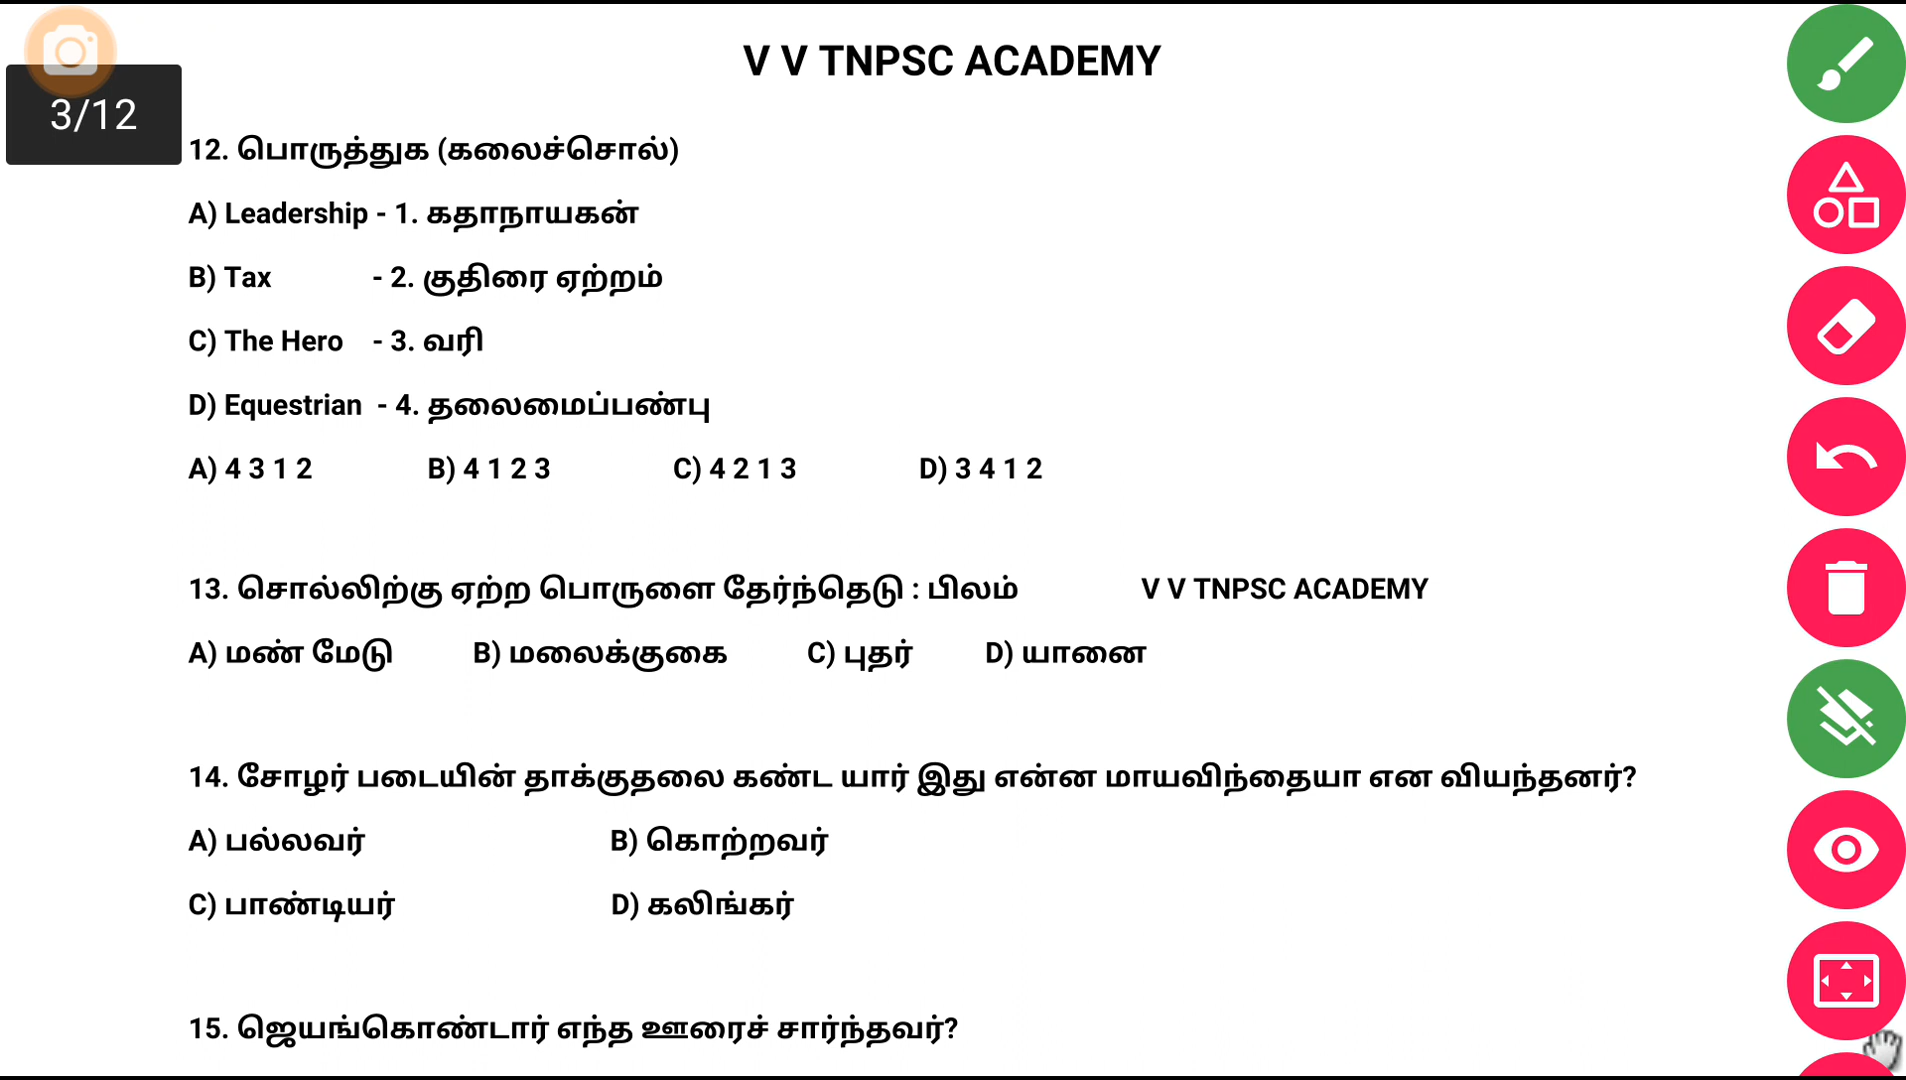 V V TNPSC ACADEMY
3/12
12. பொருத்துக (கலைச்சொல்)
A) Leadership - 1. கதாநாயகன்
B) Tax - 2. குதிரை ஏற்றம்
C) The Hero - 3. வரி
D) Equestrian - 4. தலைமைப்பண்பு
A) 4 3 1 2 B) 4 1 2 3 C) 4 2 1 3 D) 3 4 1 2
13. சொல்லிற்கு ஏற்ற பொருளை தேர்ந்தெடு : பிலம் V V TNPSC ACADEMY
A) மண் மேடு B) மலைக்குகை C) புதர் D) யானை
14. சோழர் படையின் தாக்குதலை கண்ட யார் இது என்ன மாயவிந்தையா என வியந்தனர்?
A) பல்லவர் B) கொற்றவர்
C) பாண்டியர் D) கலிங்கர்
15. ஜெயங்கொண்டார் எந்த ஊரைச் சார்ந்தவர்?